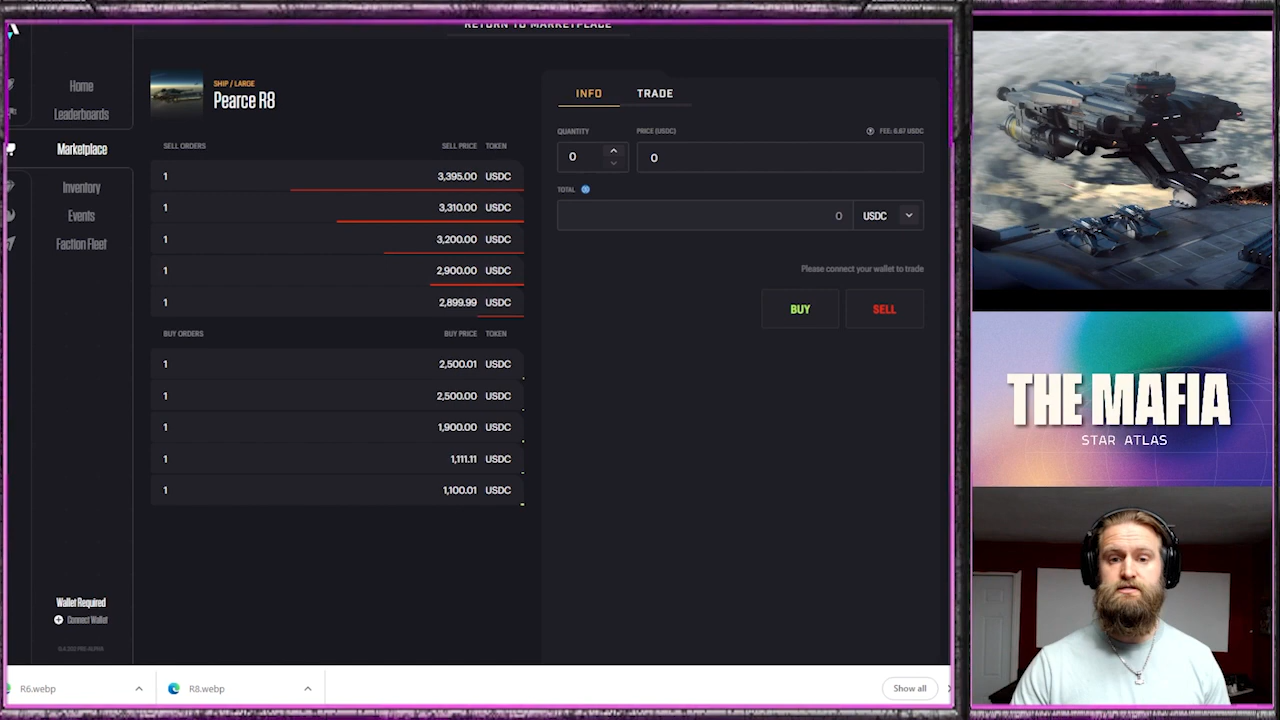 RETURN TO MARKETPLACE
Home
Leaderboards
Marketplace
Inventory
Events
Faction Fleet
Wallet Required
Connect Wallet
SHIP / LARGE
Pearce R8
SELL ORDERS SELL PRICE TOKEN
1 3,395.00 USDC
1 3,310.00 USDC
1 3,200.00 USDC
1 2,900.00 USDC
1 2,899.99 USDC
BUY ORDERS BUY PRICE TOKEN
1 2,500.01 USDC
1 2,500.00 USDC
1 1,900.00 USDC
1 1,111.11 USDC
1 1,100.01 USDC
INFO TRADE
QUANTITY PRICE (USDC) FEE: 6.67 USDC
0 0
TOTAL
0 USDC
Please connect your wallet to trade
BUY SELL
R6.webp R8.webp Show all
THE MAFIA
STAR ATLAS